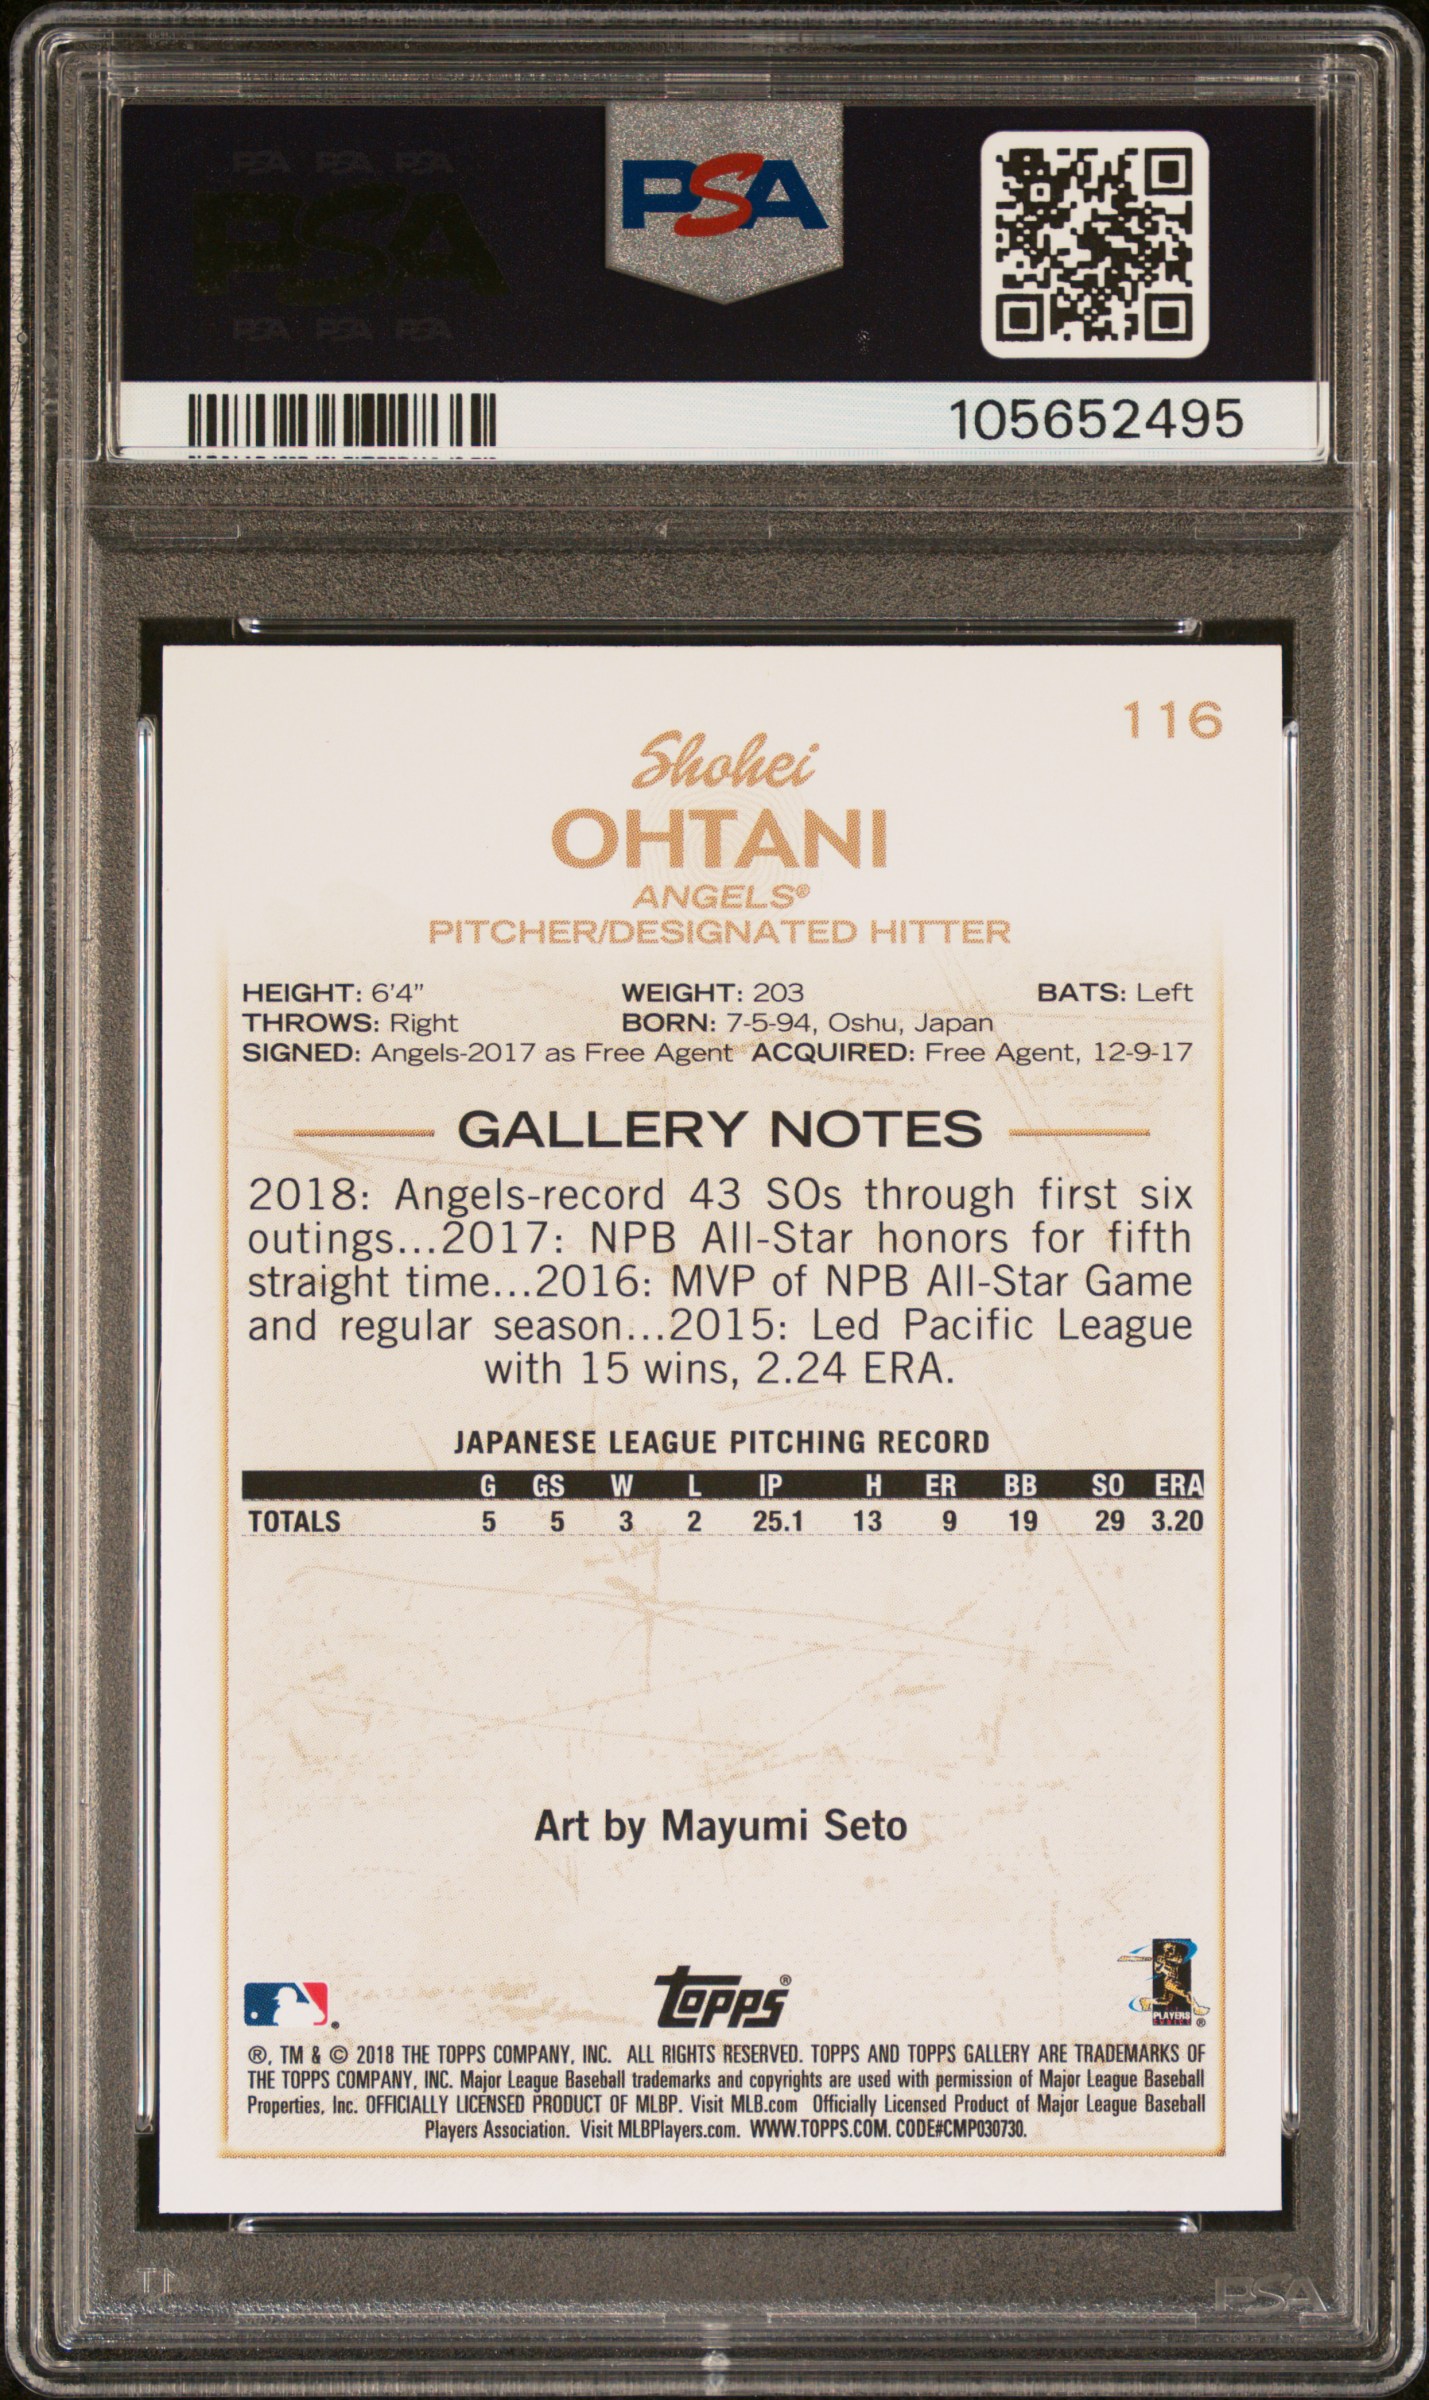 PSA PSA PSA
PSA
PSA PSA PSA
PSA
105652495
116
Shohei
OHTANI
ANGELS®
PITCHER/DESIGNATED HITTER
HEIGHT: 6'4" WEIGHT: 203 BATS: Left
THROWS: Right BORN: 7-5-94, Oshu, Japan
SIGNED: Angels-2017 as Free Agent ACQUIRED: Free Agent, 12-9-17
GALLERY NOTES
2018: Angels-record 43 SOs through first six
outings...2017: NPB All-Star honors for fifth
straight time...2016: MVP of NPB All-Star Game
and regular season...2015: Led Pacific League
with 15 wins, 2.24 ERA.
JAPANESE LEAGUE PITCHING RECORD
G GS W L IP H ER BB SO ERA
TOTALS 5 5 3 2 25.1 13 9 19 29 3.20
Art by Mayumi Seto
Topps®
PLAYERS
®, TM & © 2018 THE TOPPS COMPANY, INC. ALL RIGHTS RESERVED. TOPPS AND TOPPS GALLERY ARE TRADEMARKS OF
THE TOPPS COMPANY, INC. Major League Baseball trademarks and copyrights are used with permission of Major League Baseball
Properties, Inc. OFFICIALLY LICENSED PRODUCT OF MLBP. Visit MLB.com Officially Licensed Product of Major League Baseball
Players Association. Visit MLBPlayers.com. WWW.TOPPS.COM. CODE#CMP030730.
PSA